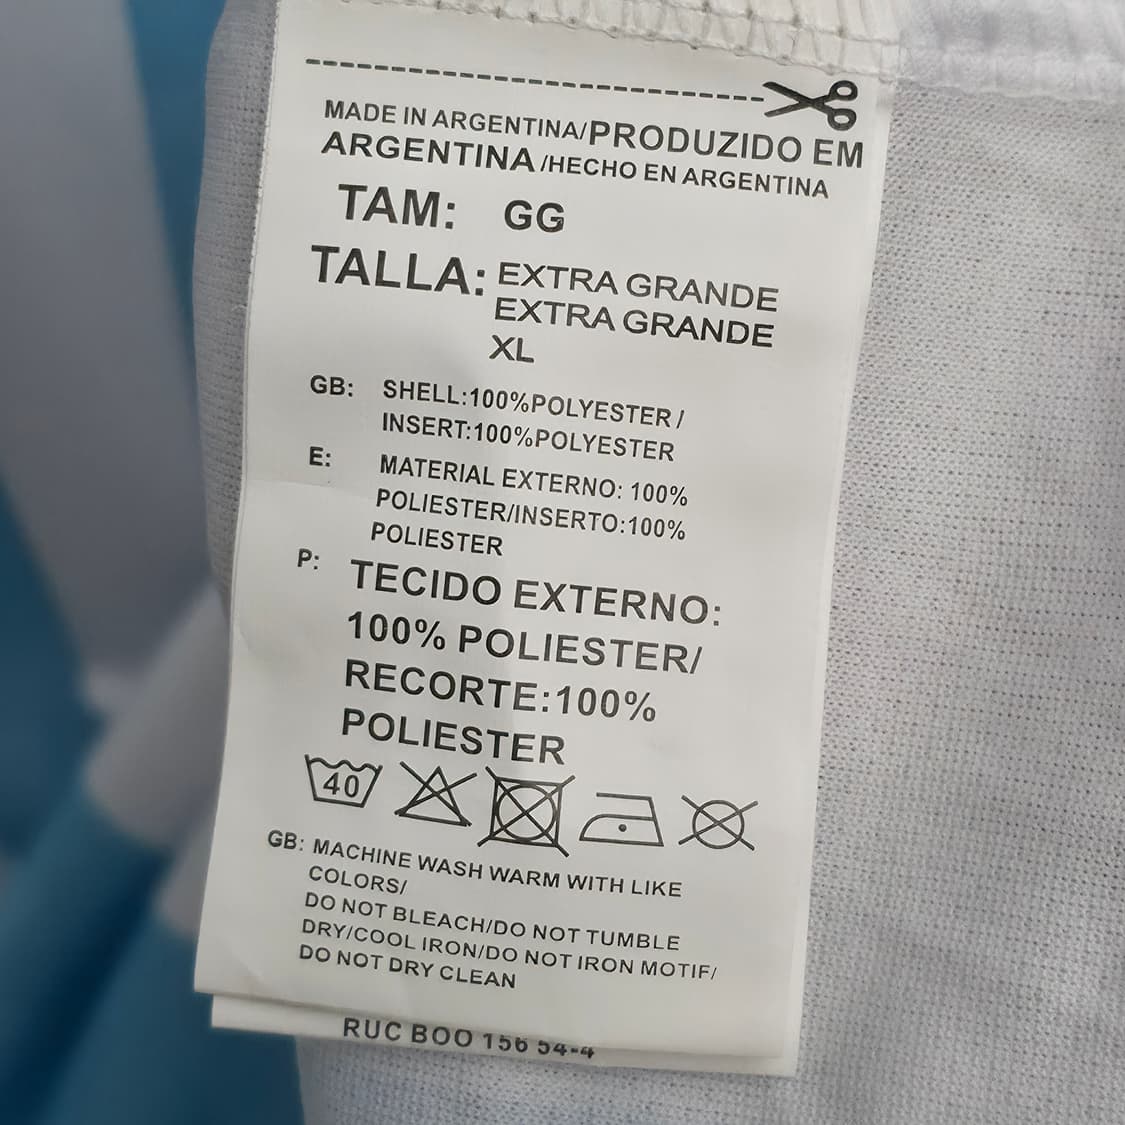 MADE IN ARGENTINA/PRODUZIDO EM
ARGENTINA/HECHO EN ARGENTINA
TAM: GG
TALLA: EXTRA GRANDE
EXTRA GRANDE
XL
GB: SHELL:100%POLYESTER/
INSERT:100%POLYESTER
E: MATERIAL EXTERNO: 100%
POLIESTER/INSERTO:100%
POLIESTER
P: TECIDO EXTERNO:
100% POLIESTER/
RECORTE:100%
POLIESTER
40
GB: MACHINE WASH WARM WITH LIKE
COLORS/
DO NOT BLEACH/DO NOT TUMBLE
DRY/COOL IRON/DO NOT IRON MOTIF/
DO NOT DRY CLEAN
RUC BOO 156 54-4